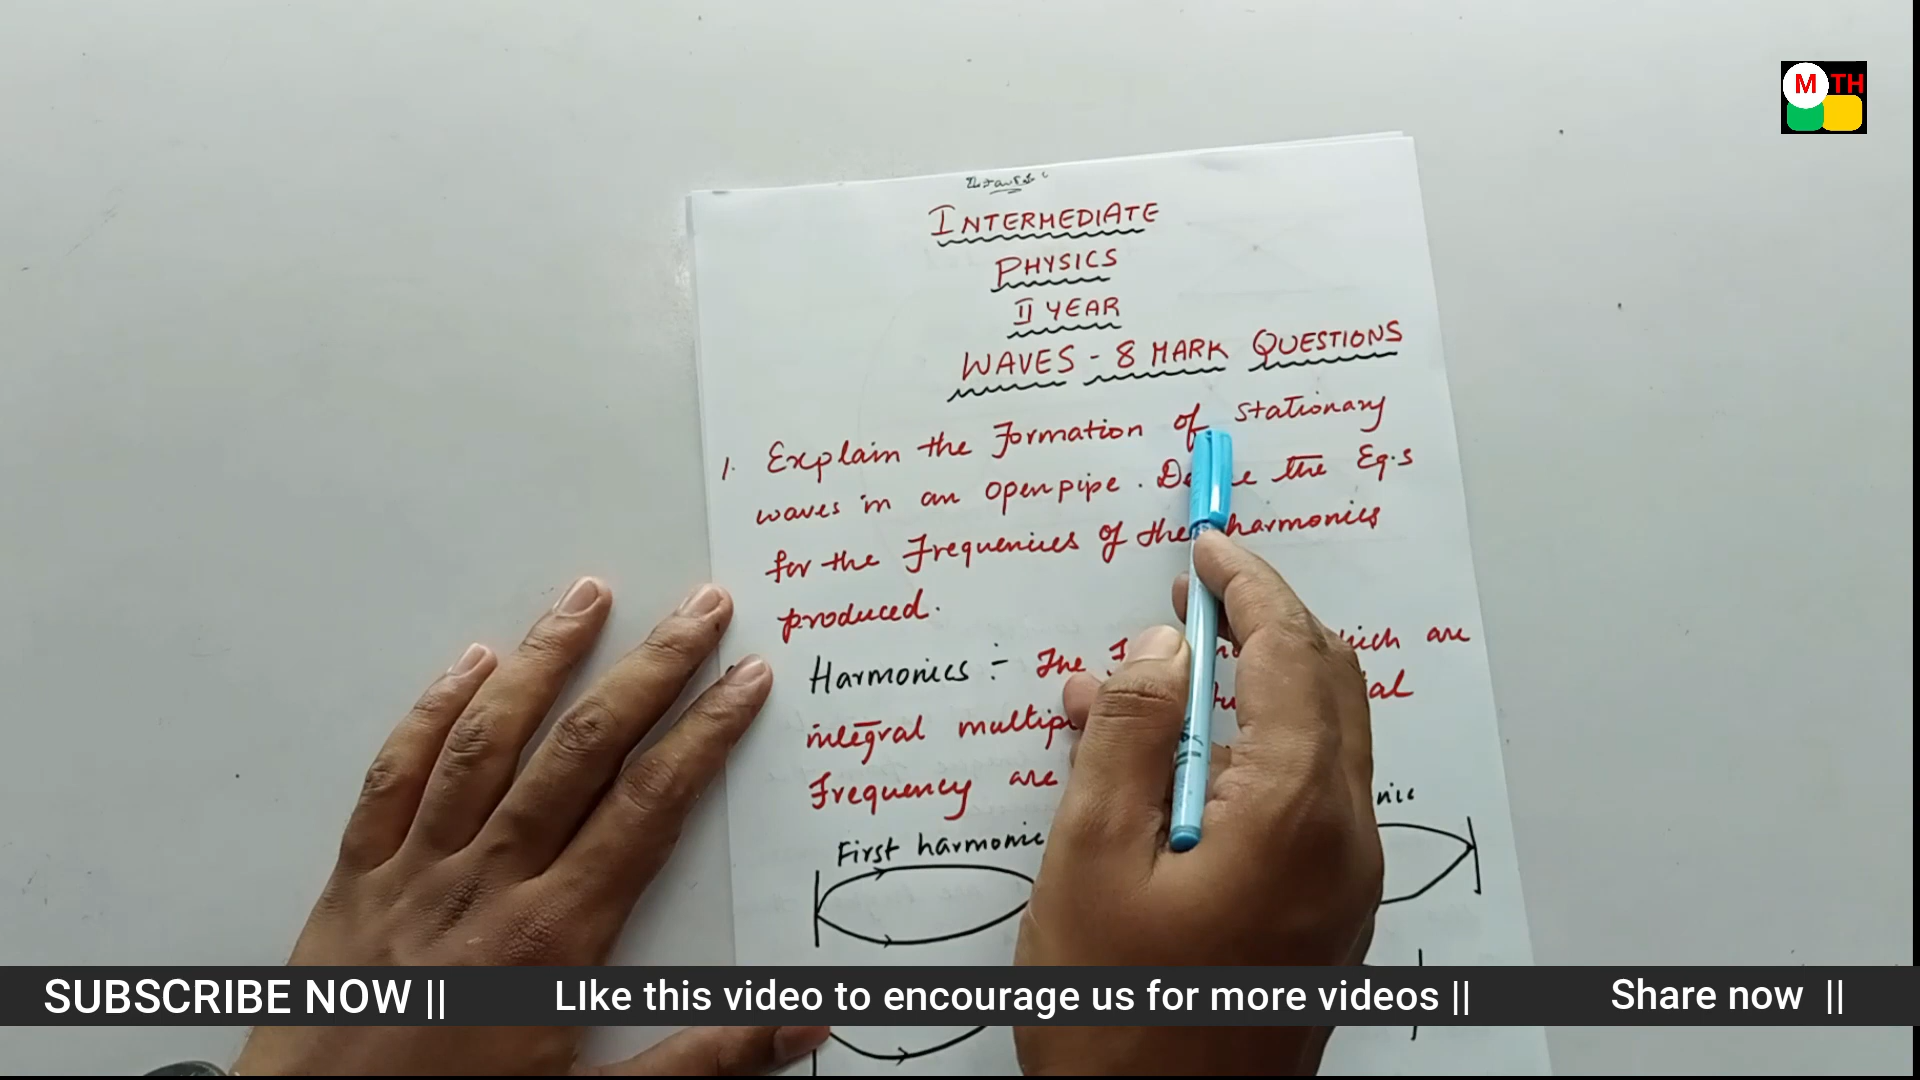 M TH
INTERMEDIATE
PHYSICS
II YEAR
WAVES - 8 MARK QUESTIONS
1. Explain the Formation of stationary
waves in an open pipe. the Eq.s
for the Frequencies of the harmonics
produced.
Harmonics :- The which are
integral
Frequency are
First harmonic
SUBSCRIBE NOW || LIke this video to encourage us for more videos || Share now ||